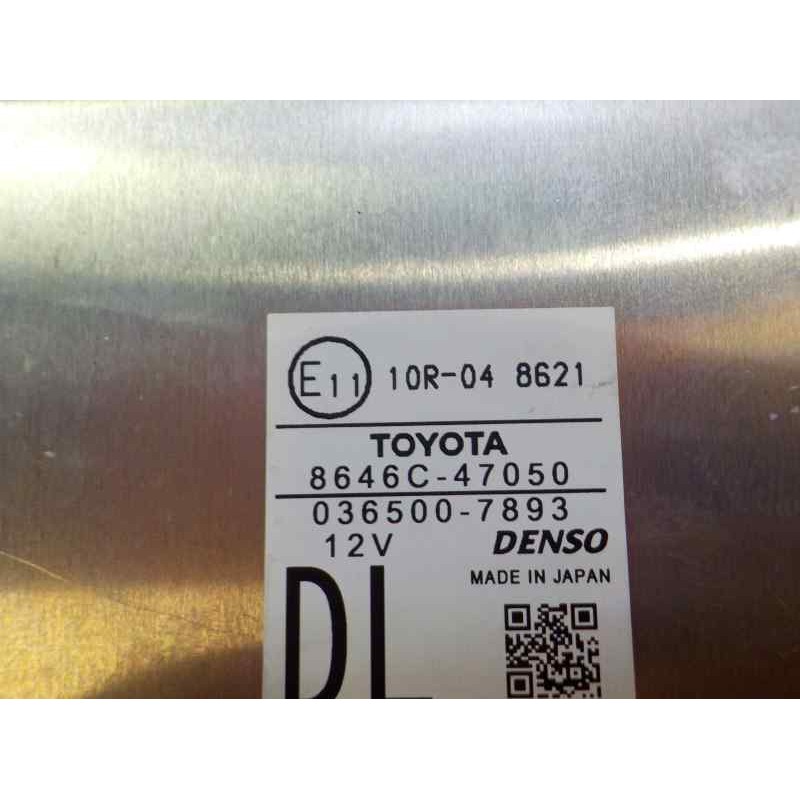 E11 10R-04 8621
TOYOTA
8646C-47050
036500-7893
12V DENSO
MADE IN JAPAN
DL